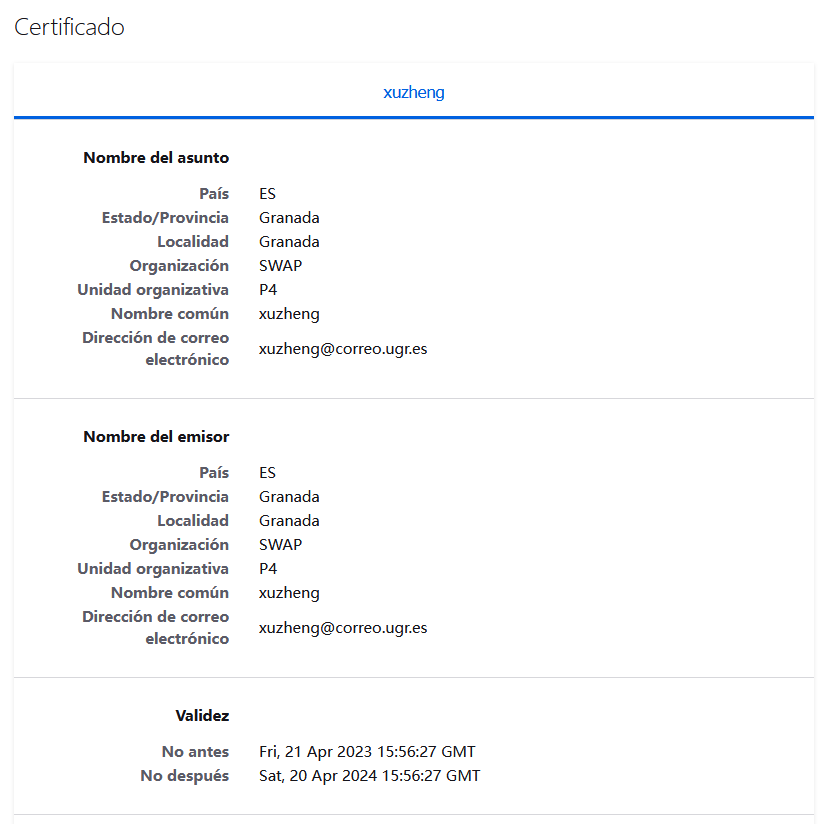 Certificado
xuzheng
Nombre del asunto
País ES
Estado/Provincia Granada
Localidad Granada
Organización SWAP
Unidad organizativa P4
Nombre común xuzheng
Dirección de correo
electrónico xuzheng@correo.ugr.es
Nombre del emisor
País ES
Estado/Provincia Granada
Localidad Granada
Organización SWAP
Unidad organizativa P4
Nombre común xuzheng
Dirección de correo
electrónico xuzheng@correo.ugr.es
Validez
No antes Fri, 21 Apr 2023 15:56:27 GMT
No después Sat, 20 Apr 2024 15:56:27 GMT